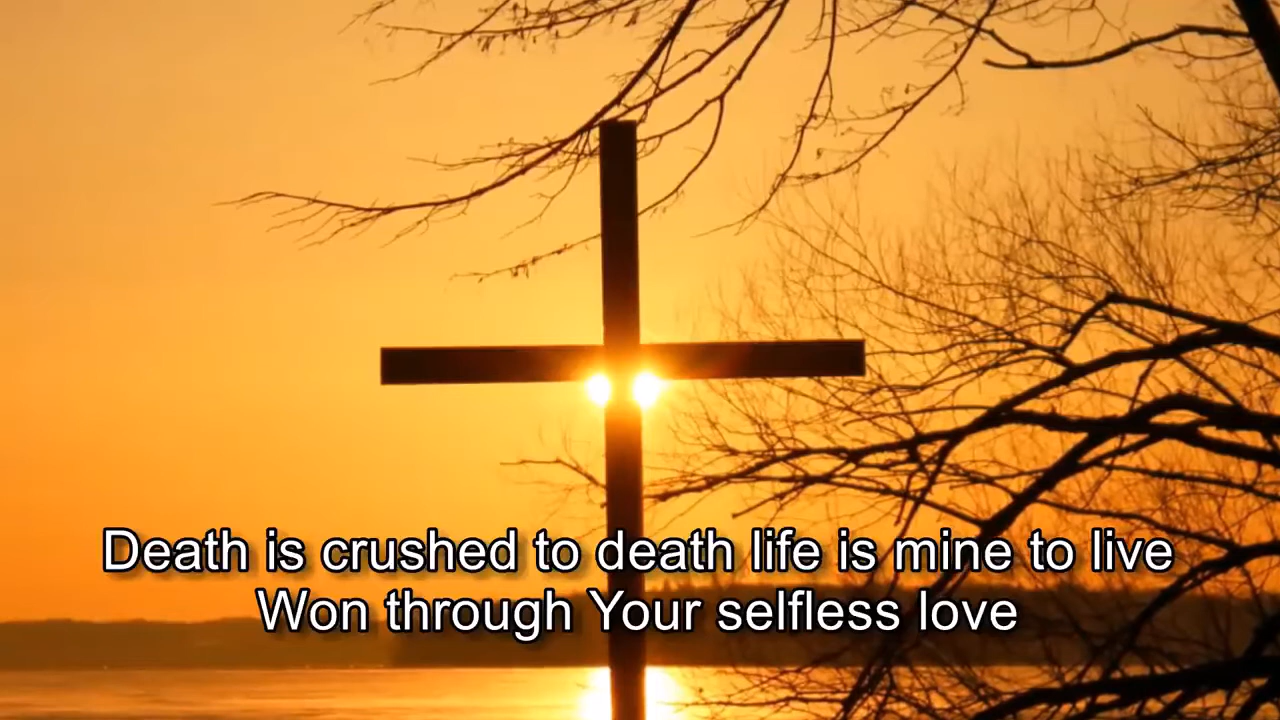 Death is crushed to death life is mine to live
Won through Your selfless love